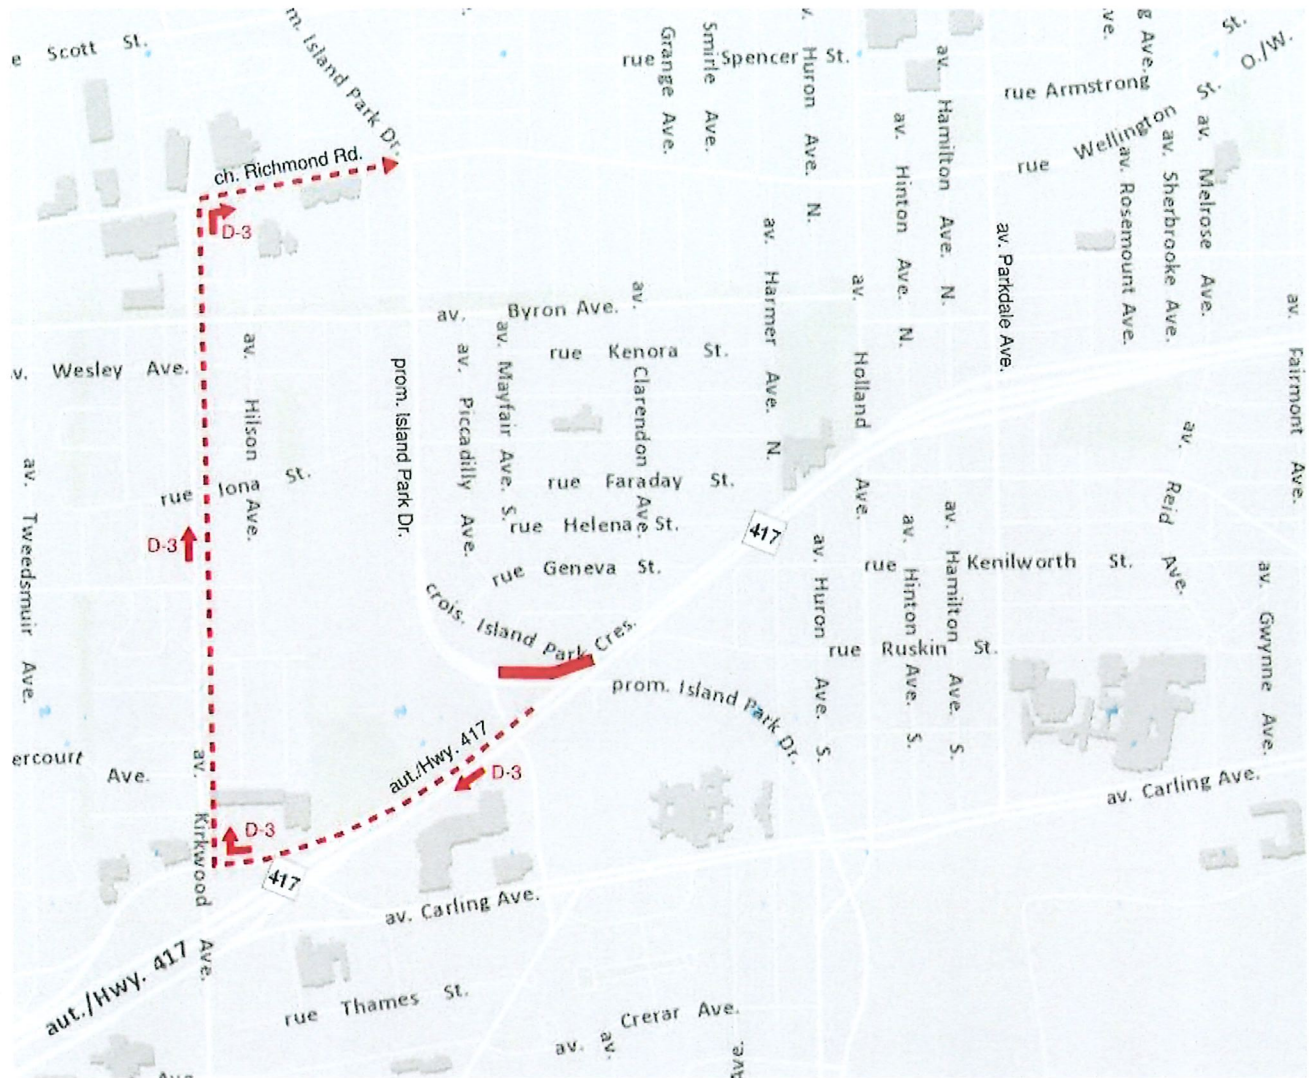 e Scott St.
m. Island Park Dr.
rue Spencer St.
Grange Ave.
Smirle Ave.
Huron Ave. N.
av. Hamilton Ave. N.
av. Hinton Ave. N.
ve.
g Ave.
St.
O./W.
rue Armstrong St.
rue Wellington
av. Rosemount Ave.
av. Sherbrooke Ave.
av. Melrose Ave.
ch. Richmond Rd.
D-3
av. Parkdale Ave.
av. Harmer Ave. N
av. Holland Ave.
av. Byron Ave.
av. Clarendon Ave.
rue Kenora St.
v. Wesley Ave.
av. Hilson Ave.
prom. Island Park Dr.
av. Piccadilly Ave.
av. Mayfair Ave. S.
av. Fairmont Ave.
av. Reid Ave.
rue Iona St.
rue Faraday St.
rue Helena St.
417
D-3
rue Geneva St.
rue Kenilworth St.
av. Tweedsmuir Ave.
crois. Island Park Cres.
av. Huron Ave. S.
av. Hinton Ave. S.
av. Hamilton Ave. S.
rue Ruskin St.
av. Gwynne Ave.
prom. Island Park Dr.
aut./Hwy. 417
D-3
ercourt Ave.
av. Kirkwood Ave.
D-3
417
av. Carling Ave.
av. Carling Ave.
aut./Hwy. 417
rue Thames St.
Crerar Ave.
av.
av.
Ave
Ave